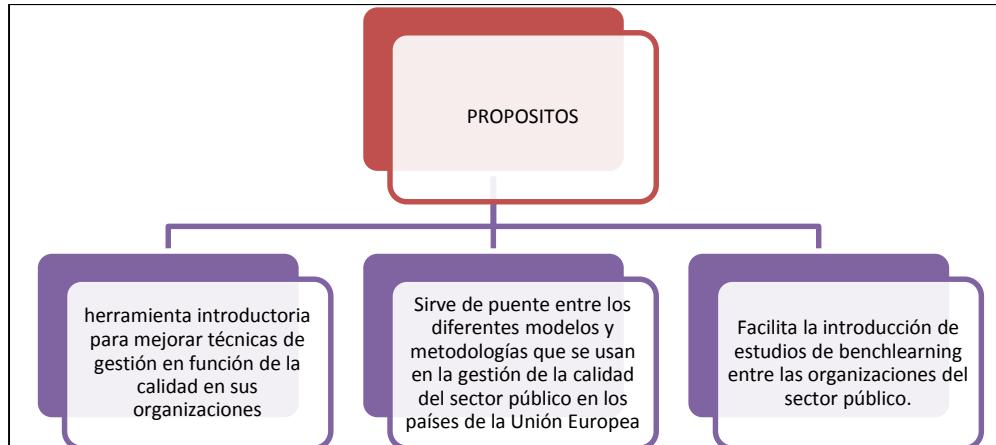 PROPOSITOS
herramienta introductoria
para mejorar técnicas de
gestión en función de la
calidad en sus
organizaciones
Sirve de puente entre los
diferentes modelos y
metodologías que se usan
en la gestión de la calidad
del sector público en los
países de la Unión Europea
Facilita la introducción de
estudios de benchlearning
entre las organizaciones del
sector público.